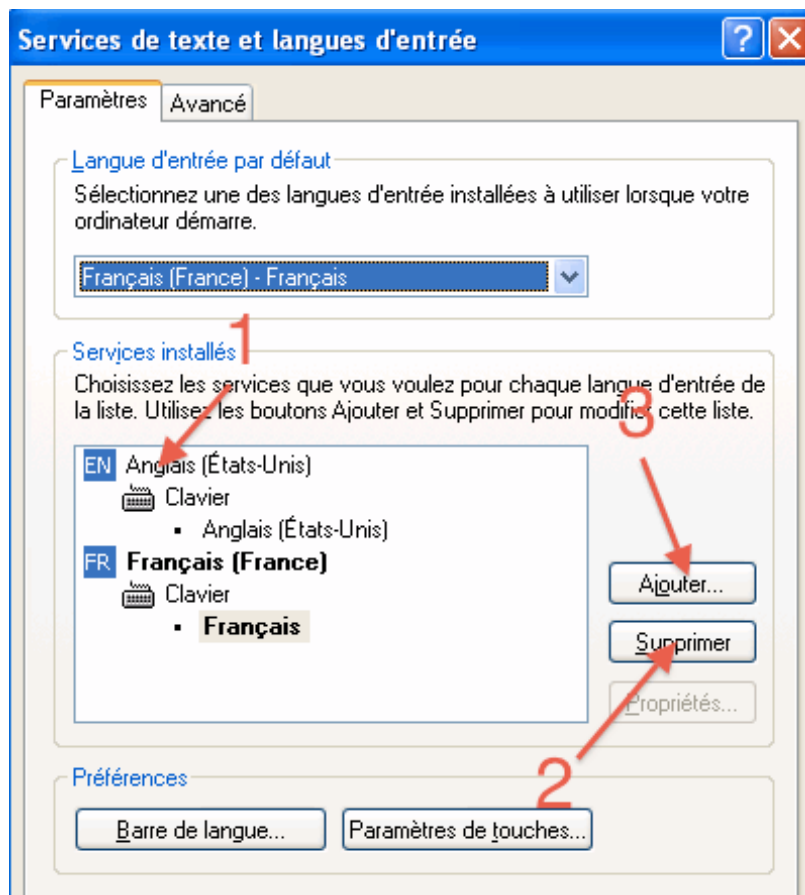 Services de texte et langues d'entrée
Paramètres
Avancé
Langue d'entrée par défaut
Sélectionnez une des langues d'entrée installées à utiliser lorsque votre
ordinateur démarre.
Français (France) - Français
1
Services installés
Choisissez les services que vous voulez pour chaque langue d'entrée de
la liste. Utilisez les boutons Ajouter et Supprimer pour modifier cette liste.
3
EN Anglais (États-Unis)
Clavier
▪ Anglais (États-Unis)
FR Français (France)
Clavier
▪ Français
Ajouter...
Supprimer
Propriétés...
2
Préférences
Barre de langue...
Paramètres de touches...